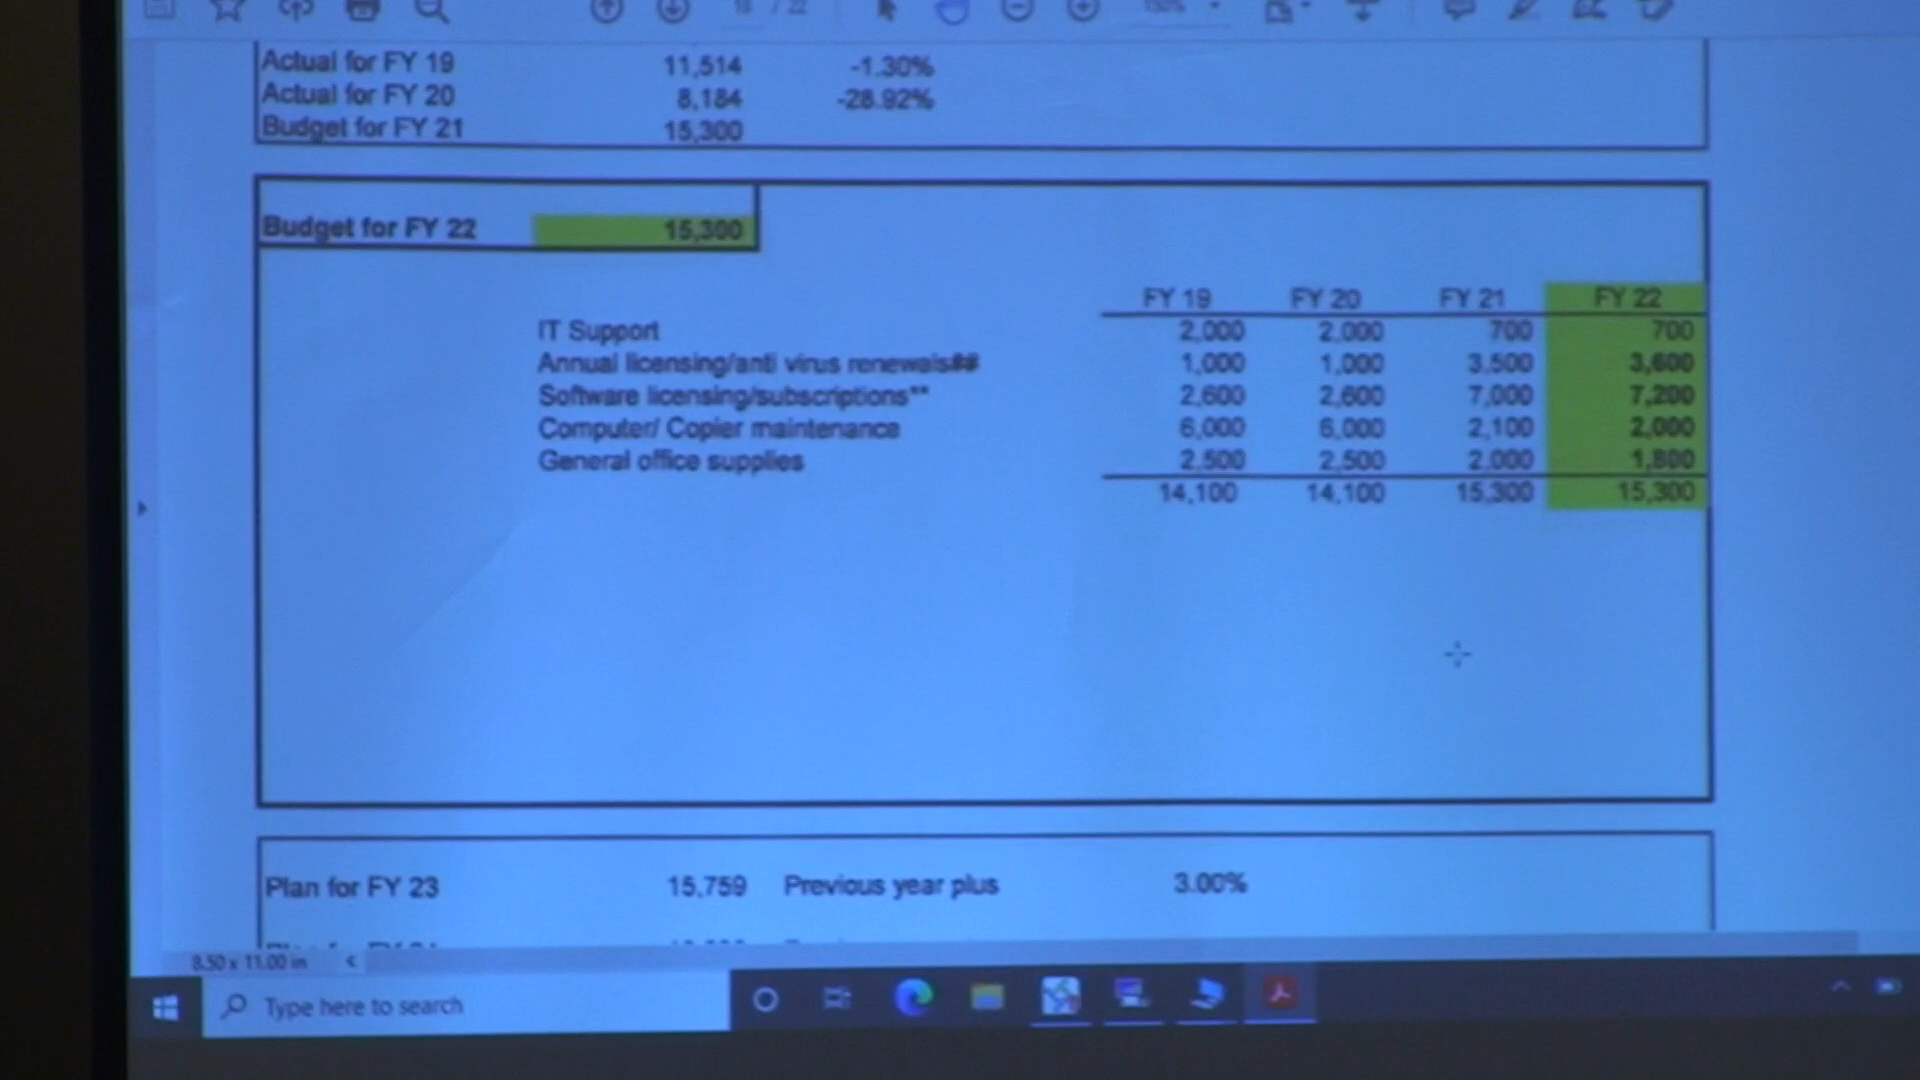 Actual for FY 19 11,514 -1.30%
Actual for FY 20 8,184 -28.92%
Budget for FY 21 15,300
Budget for FY 22 15,300
FY 19 FY 20 FY 21 FY 22
IT Support 2,000 2,000 700 700
Annual licensing/anti virus renewals## 1,000 1,000 3,500 3,600
Software licensing/subscriptions** 2,600 2,600 7,000 7,200
Computer/ Copier maintenance 6,000 6,000 2,100 2,000
General office supplies 2,500 2,500 2,000 1,800
14,100 14,100 15,300 15,300
Plan for FY 23 15,759 Previous year plus 3.00%
8.50 x 11.00 in
Type here to search